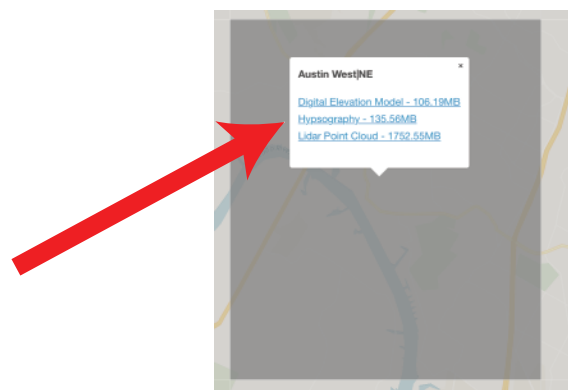 ×
Austin West|NE
Digital Elevation Model - 106.19MB
Hypsography - 135.56MB
Lidar Point Cloud - 1752.55MB